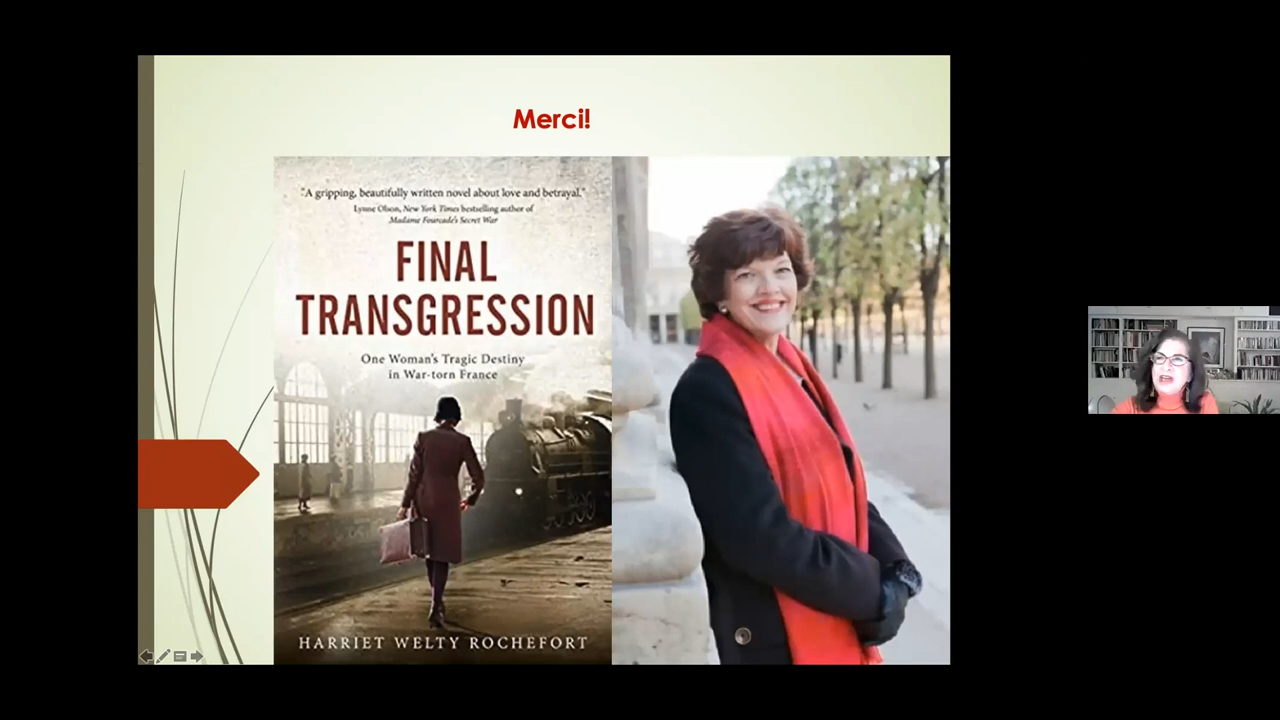 Merci!
"A gripping, beautifully written novel about love and betrayal."
Lynne Olson, New York Times bestselling author of
Madame Fourcade's Secret War
FINAL
TRANSGRESSION
One Woman's Tragic Destiny
in War-torn France
HARRIET WELTY ROCHEFORT